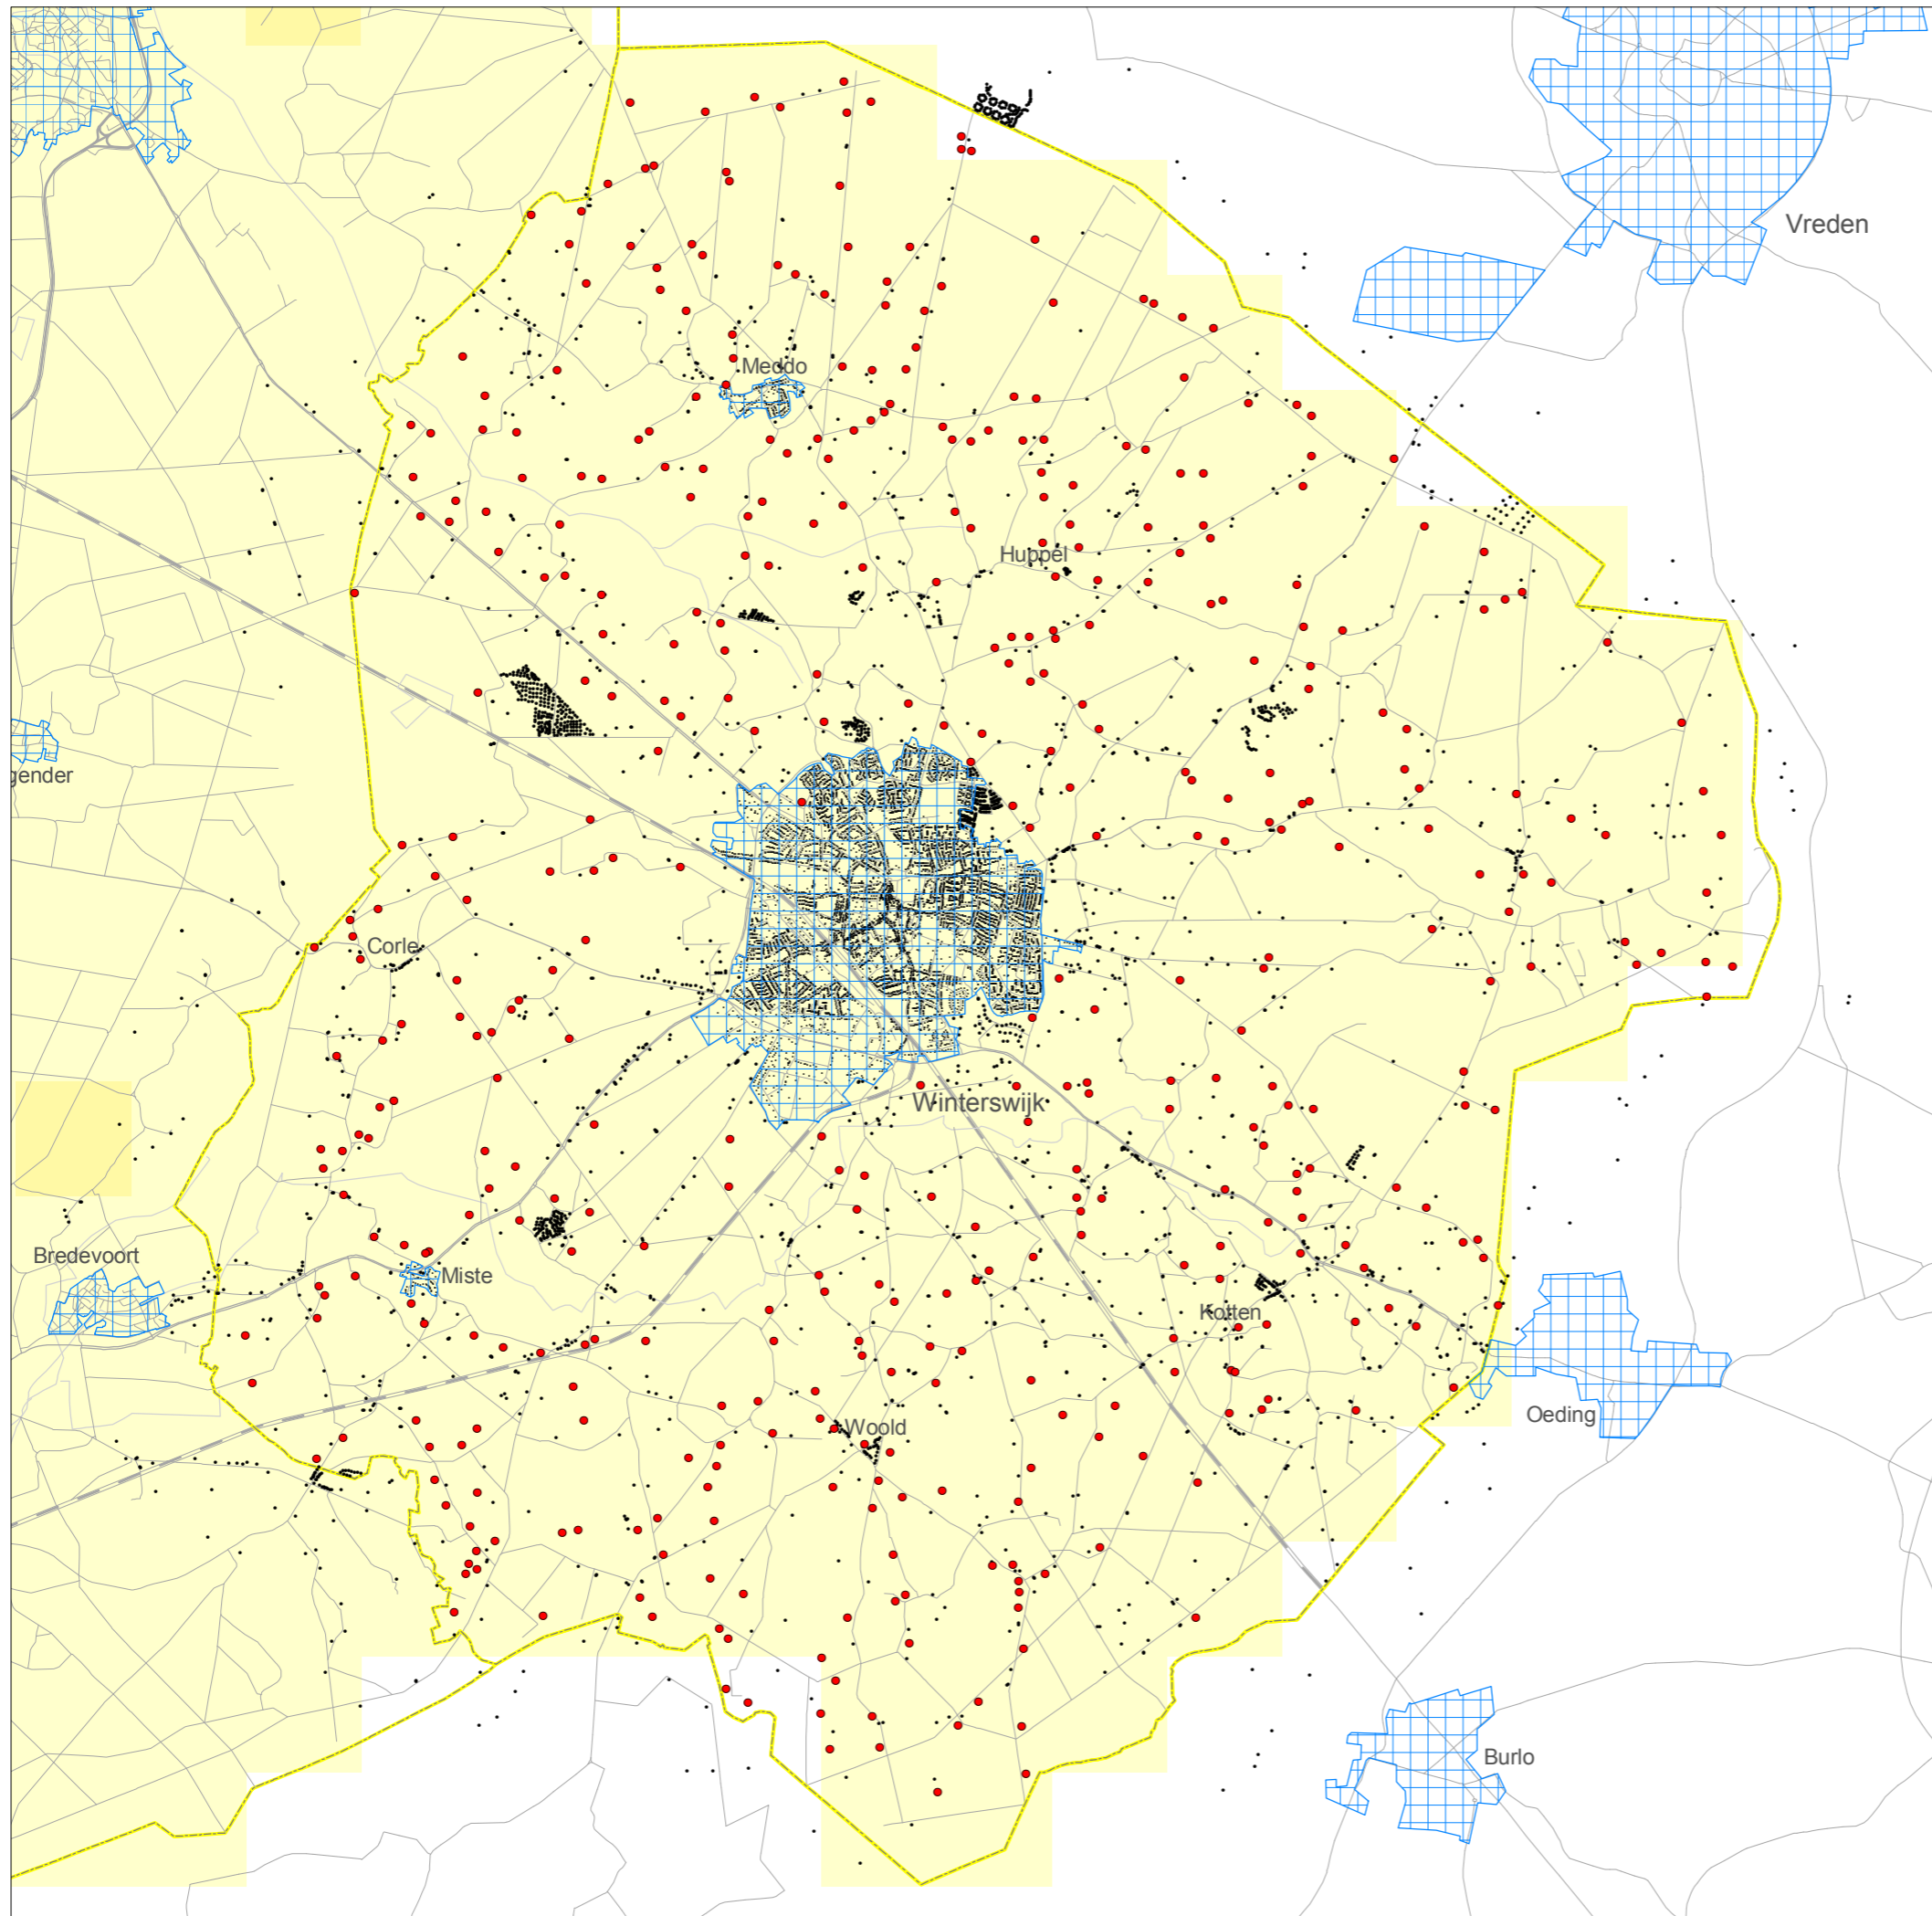 Vreden
Meddo
Huppel
gender
Corle
Winterswijk
Bredevoort
Miste
Kotten
Oeding
Woold
Burlo